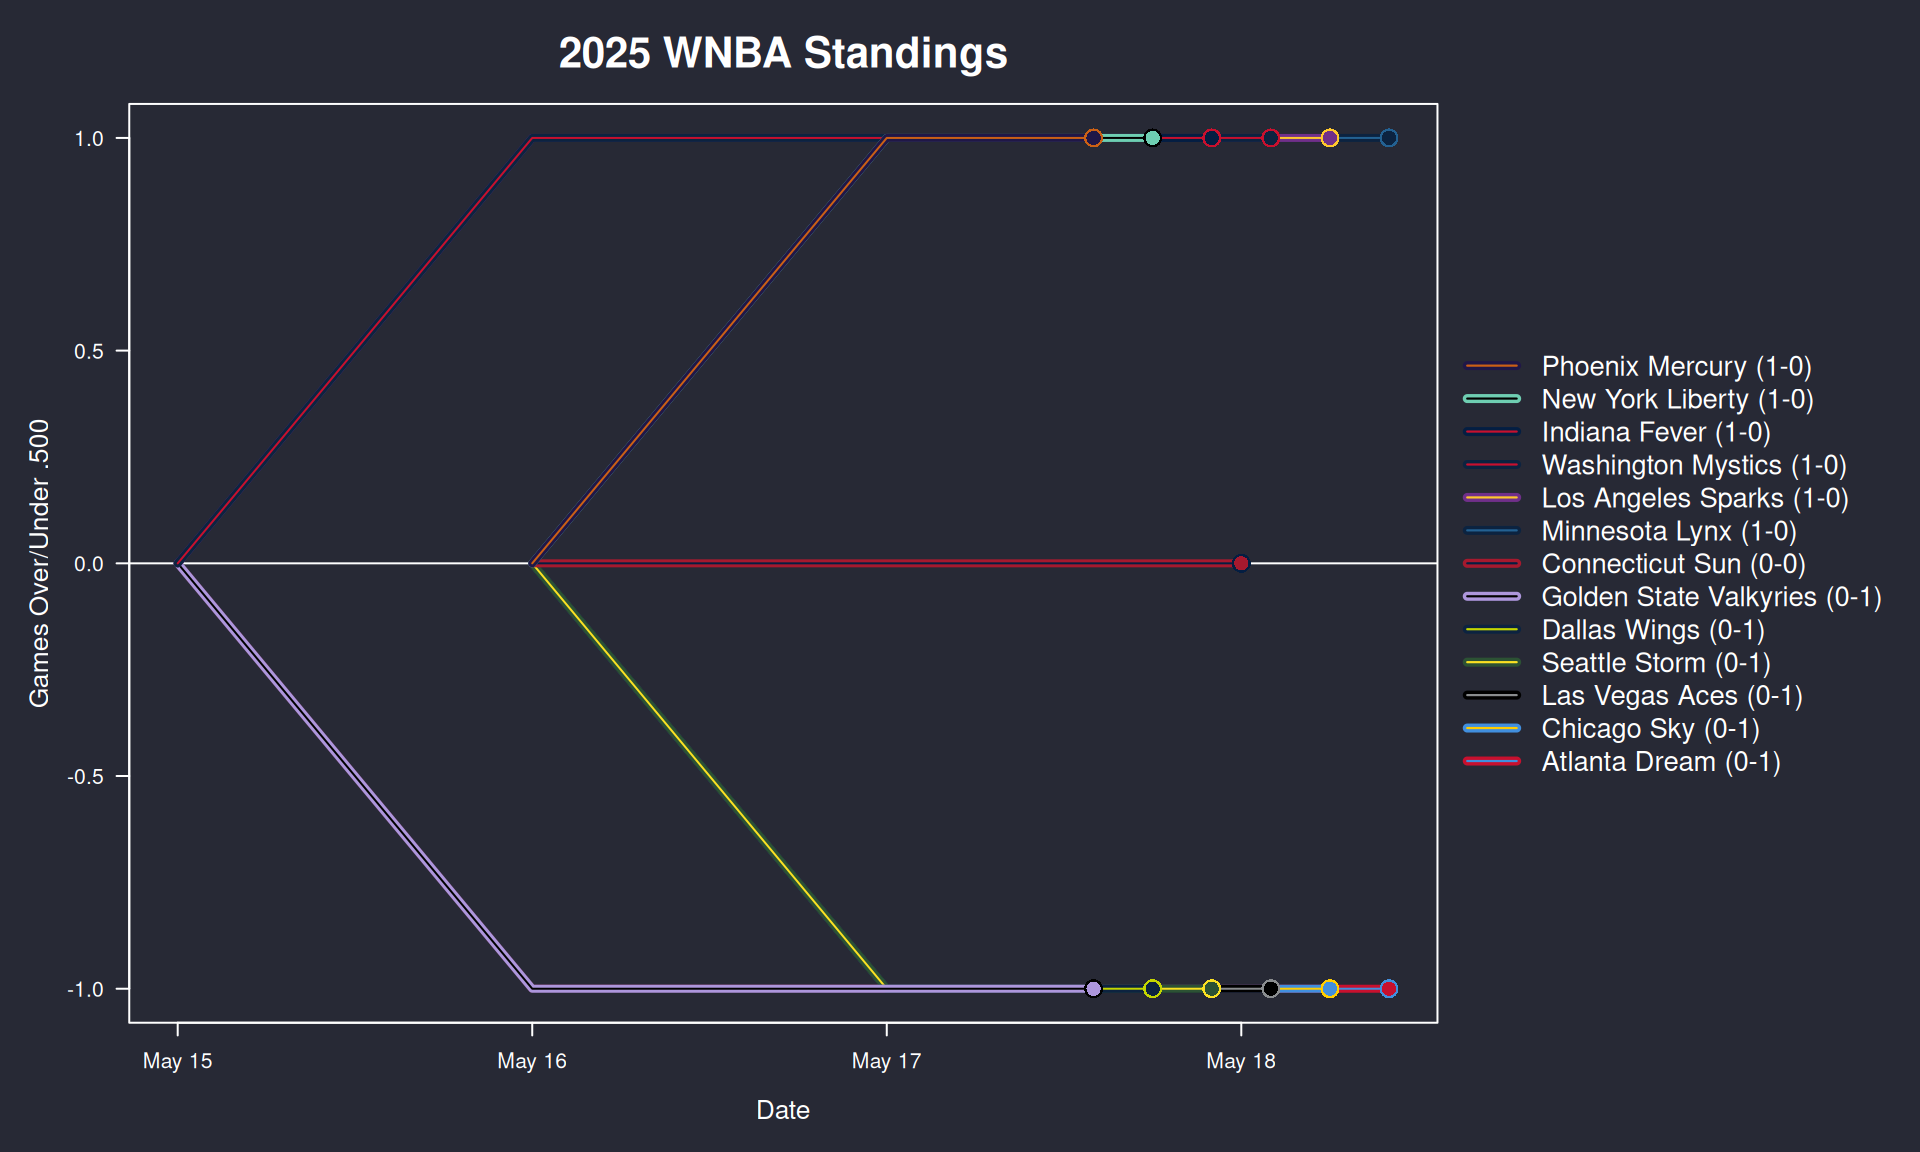 2025 WNBA Standings
1.0
0.5
0.0
-0.5
-1.0
Games Over/Under .500
May 15
May 16
May 17
May 18
Date
Phoenix Mercury (1-0)
New York Liberty (1-0)
Indiana Fever (1-0)
Washington Mystics (1-0)
Los Angeles Sparks (1-0)
Minnesota Lynx (1-0)
Connecticut Sun (0-0)
Golden State Valkyries (0-1)
Dallas Wings (0-1)
Seattle Storm (0-1)
Las Vegas Aces (0-1)
Chicago Sky (0-1)
Atlanta Dream (0-1)